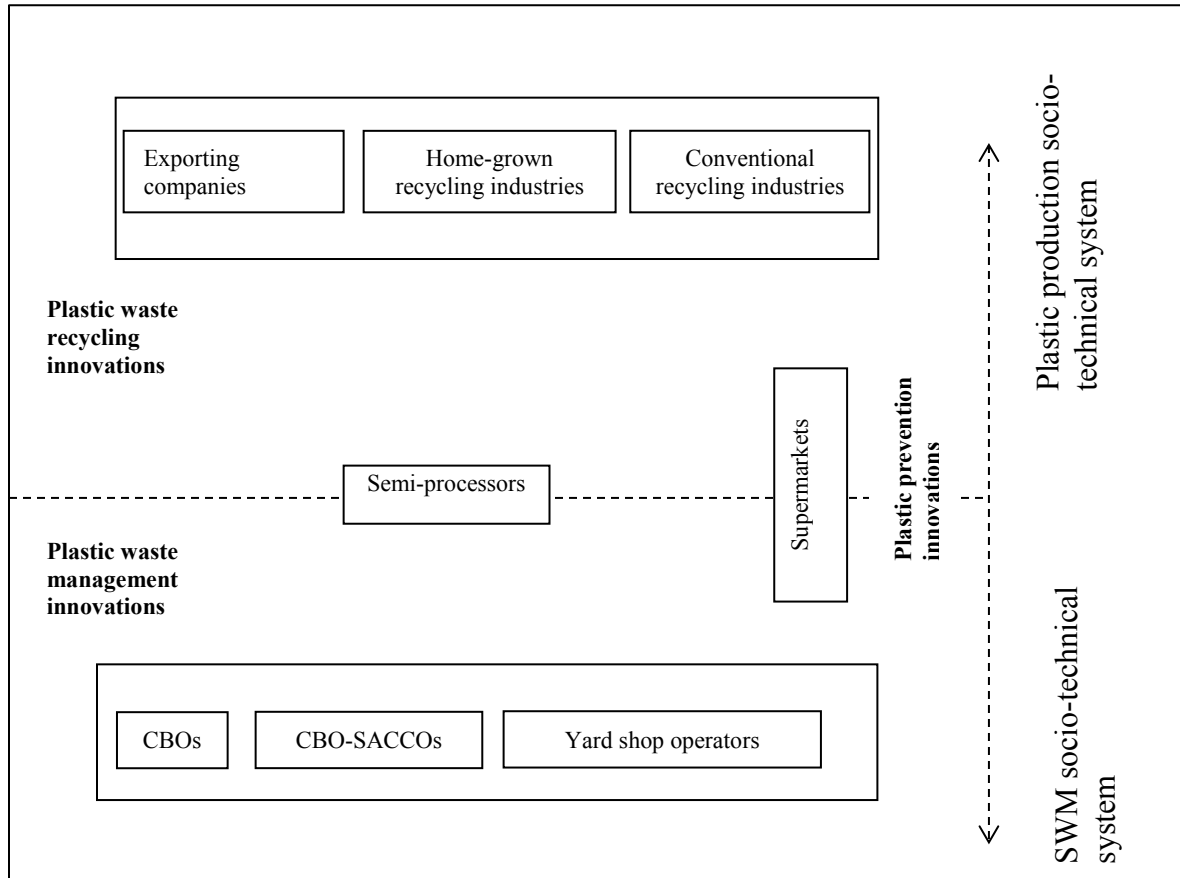 Exporting
companies
Home-grown
recycling industries
Conventional
recycling industries
Plastic production socio-
technical system
Plastic waste
recycling
innovations
Semi-processors
Supermarkets
Plastic prevention
innovations
Plastic waste
management
innovations
SWM socio-technical
system
CBOs
CBO-SACCOs
Yard shop operators